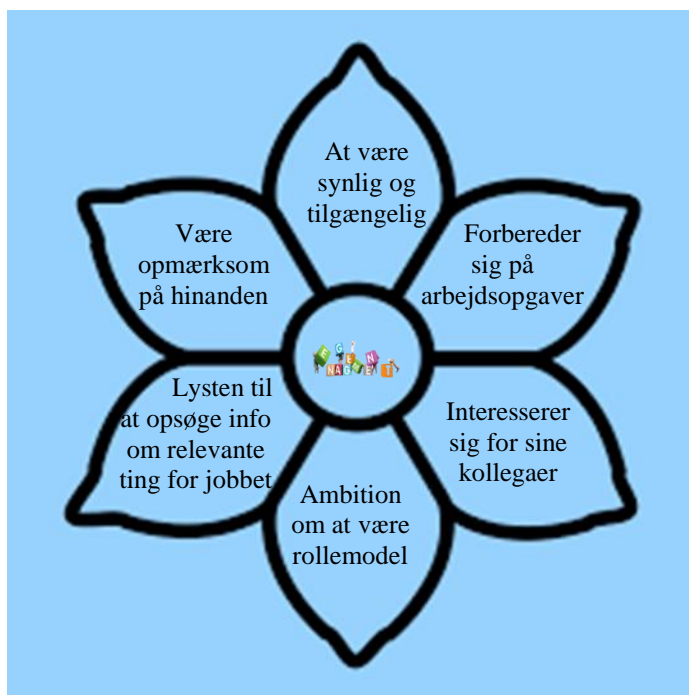 At være
synlig og
tilgængelig
Forbereder
sig på
arbejdsopgaver
Interesserer
sig for sine
kollegaer
Ambition
om at være
rollemodel
Lysten til
at opsøge info
om relevante
ting for jobbet
Være
opmærksom
på hinanden